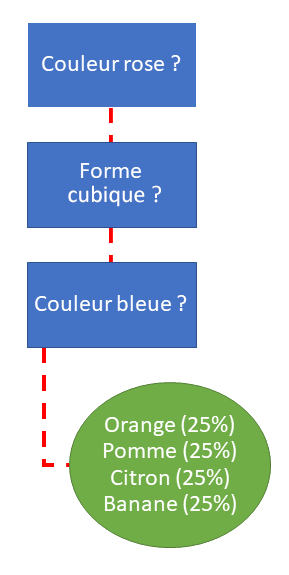 Couleur rose ?
Forme
cubique ?
Couleur bleue ?
Orange (25%)
Pomme (25%)
Citron (25%)
Banane (25%)